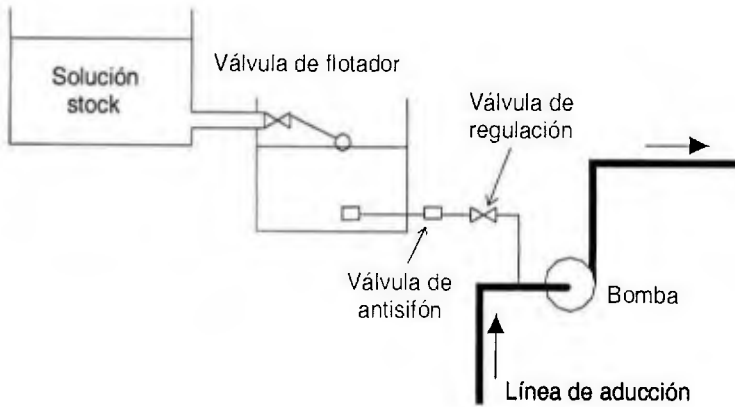 Solución
stock
Válvula de flotador
Válvula de
regulación
Válvula de
antisifón
Bomba
Línea de aducción